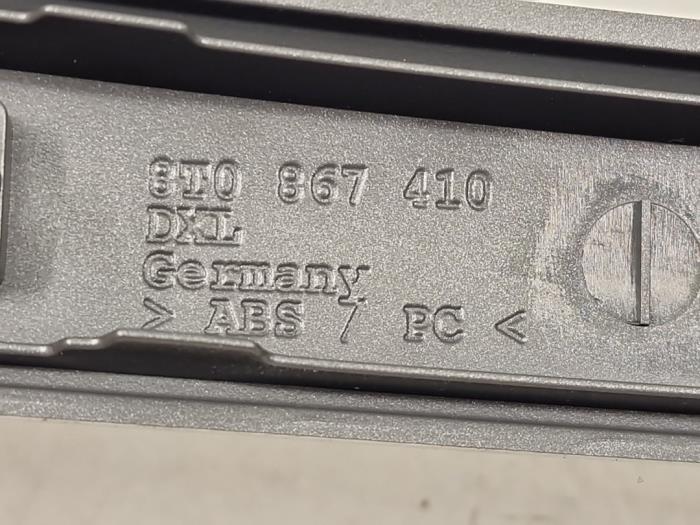 8T0 867 410
DXL
Germany
> ABS / PC <